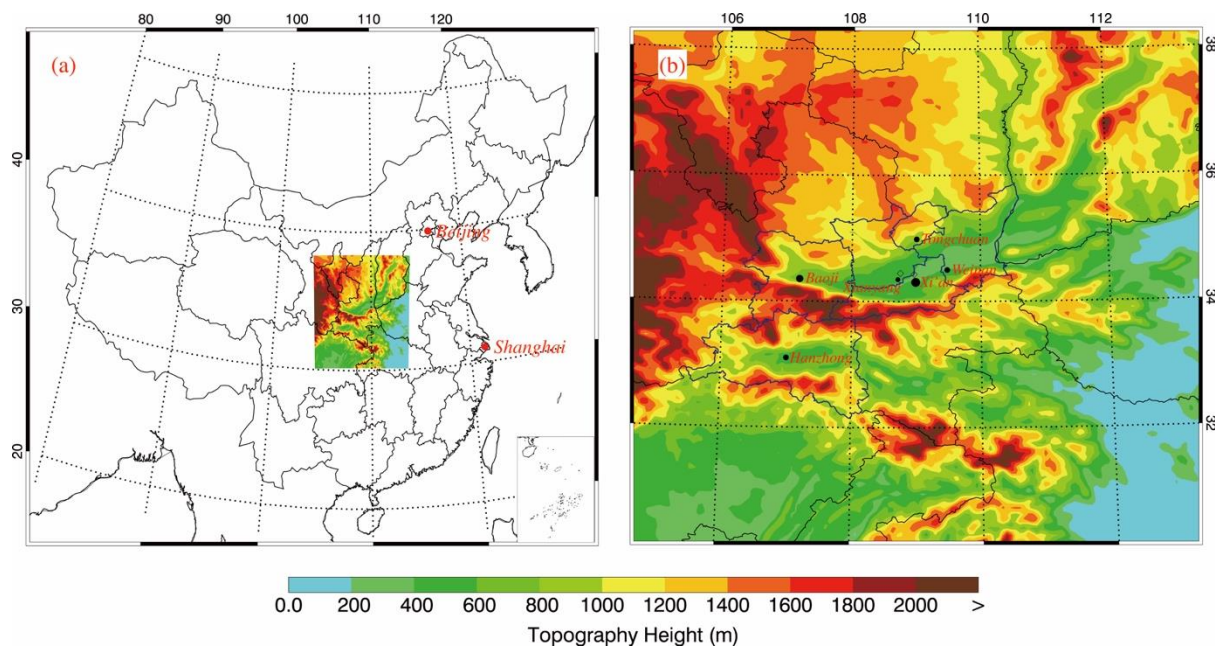 80 90 100 110 120
(a)
40
30
20
Beijing
Shanghai
106 108 110 112
(b)
38
36
34
32
Baoji
Weinan
Xi'an
Hanzhong
0.0 200 400 600 800 1000 1200 1400 1600 1800 2000 >
Topography Height (m)